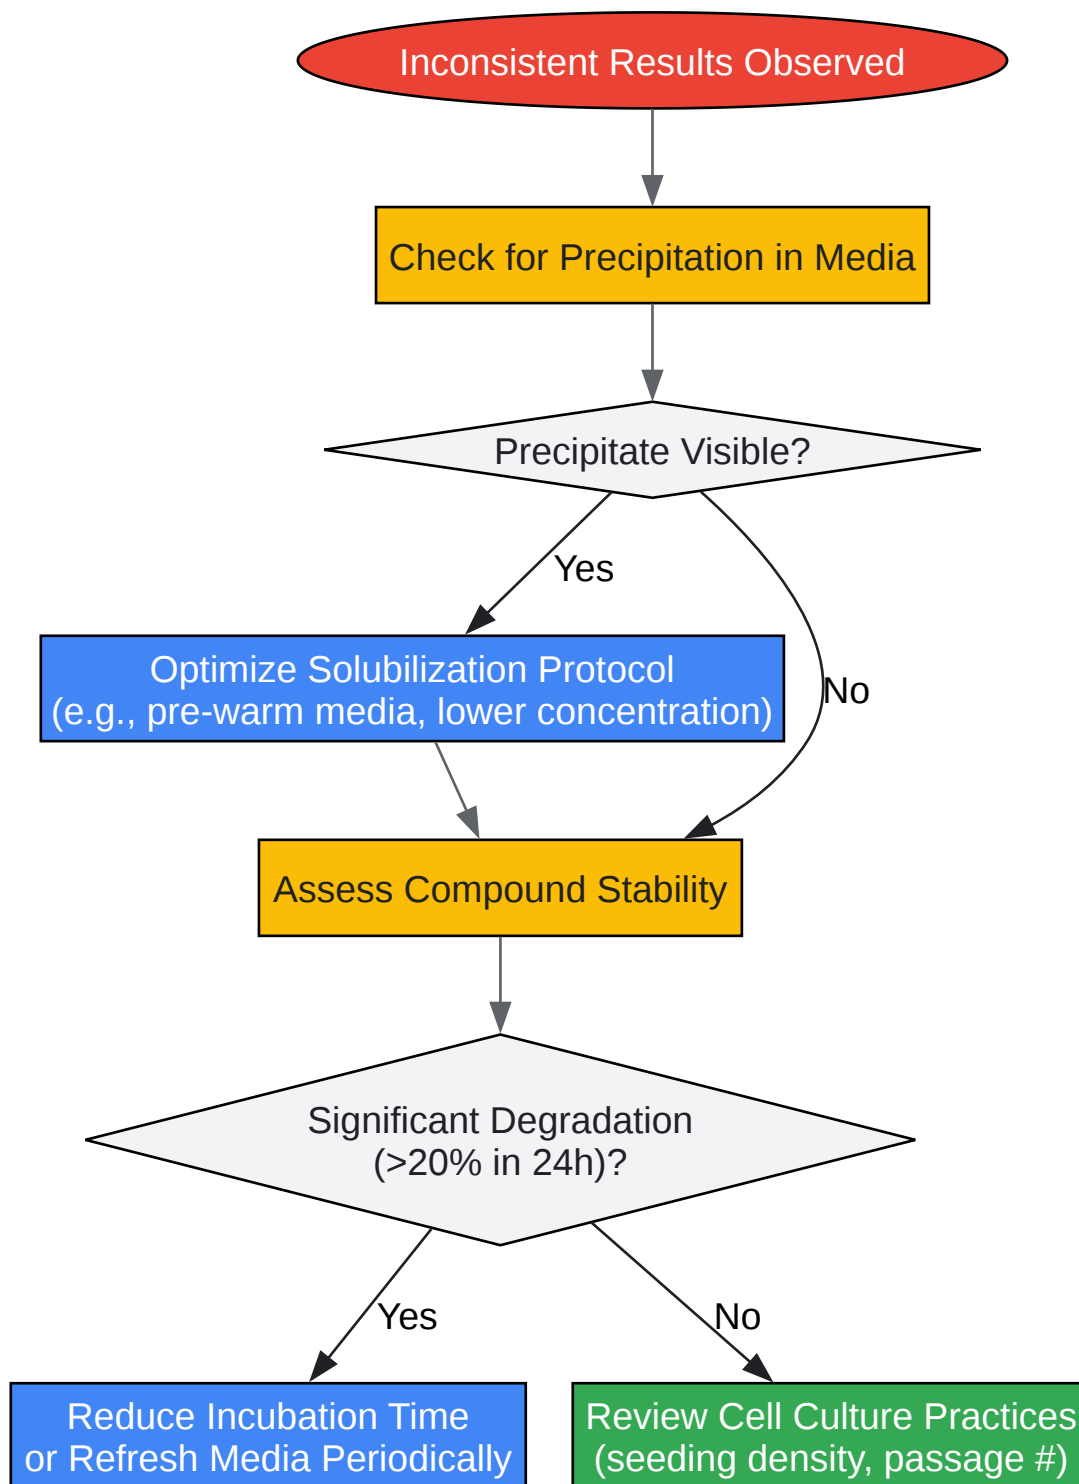 Inconsistent Results Observed
Check for Precipitation in Media
Precipitate Visible?
Yes
Optimize Solubilization Protocol
(e.g., pre-warm media, lower concentration)
No
Assess Compound Stability
Significant Degradation
(>20% in 24h)?
Yes
No
Reduce Incubation Time
or Refresh Media Periodically
Review Cell Culture Practices
(seeding density, passage #)